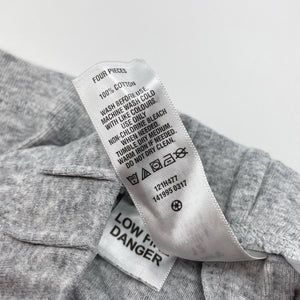 FOUR PIECES
100% COTTON
WASH BEFORE USE.
MACHINE WASH COLD
WITH LIKE COLOURS
USE ONLY
NON-CHLORINE BLEACH
WHEN NEEDED.
TUMBLE DRY MEDIUM.
WARM IRON IF NEEDED.
DO NOT DRY CLEAN.
121H477
141995 0317
LOW FI
DANGER